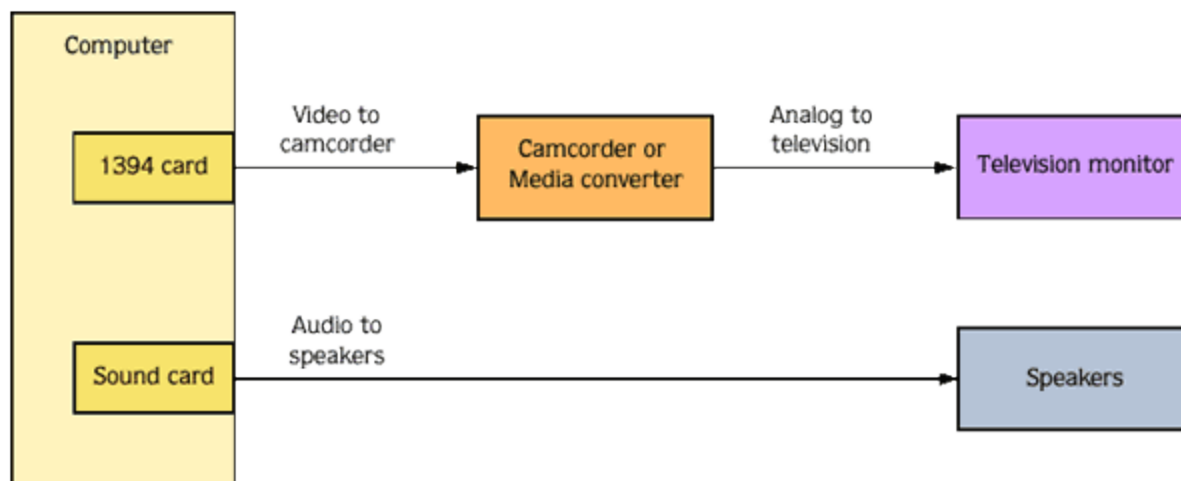 Computer
1394 card
Video to
camcorder
Camcorder or
Media converter
Analog to
television
Television monitor
Sound card
Audio to
speakers
Speakers